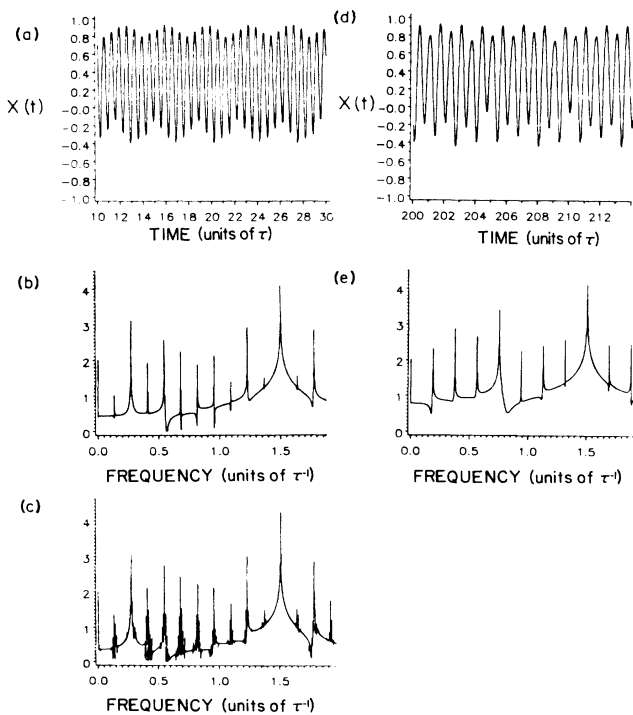 (a)
1.0
0.8
0.6
0.4
0.2
-0.0
-0.2
-0.4
-0.6
-0.8
-1.0
X(t)
10 12 14 16 18 20 22 24 26 28 30
TIME (units of τ)
(d)
1.0
0.8
0.6
0.4
0.2
-0.0
-0.2
-0.4
-0.6
-0.8
-1.0
X(t)
200 202 204 206 208 210 212
TIME (units of τ)
(b)
4
3
2
1
0
0.0 0.5 1.0 1.5
FREQUENCY (units of τ⁻¹)
(e)
4
3
2
1
0
0.0 0.5 1.0 1.5
FREQUENCY (units of τ⁻¹)
(c)
4
3
2
1
0
0.0 0.5 1.0 1.5
FREQUENCY (units of τ⁻¹)